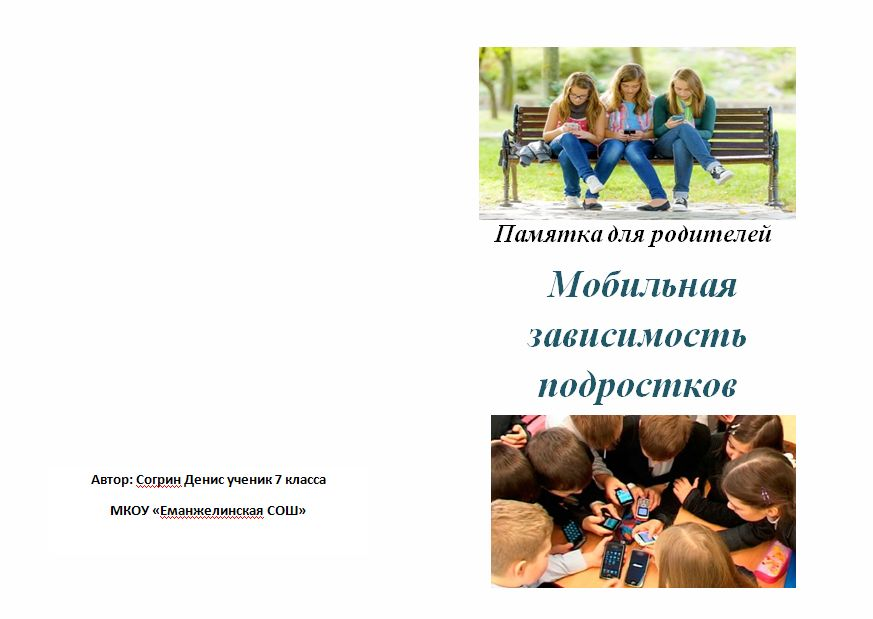 Памятка для родителей
Мобильная
зависимость
подростков
Автор: Согрин Денис ученик 7 класса
МКОУ «Еманжелинская СОШ»